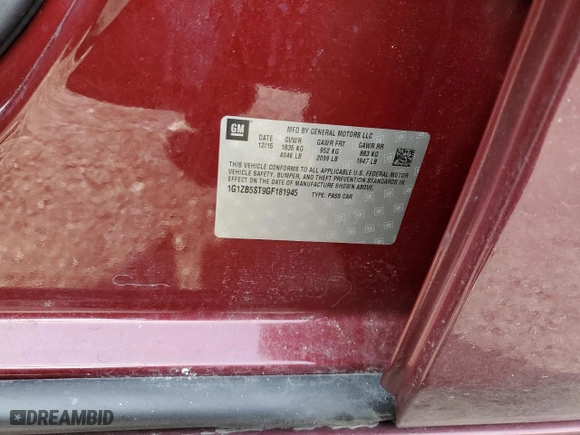 GM
MFD BY GENERAL MOTORS LLC
DATE GVWR GAWR FRT GAWR RR
12/15 1835 KG 952 KG 883 KG
4046 LB 2099 LB 1947 LB
THIS VEHICLE CONFORMS TO ALL APPLICABLE U.S. FEDERAL MOTOR
VEHICLE SAFETY, BUMPER, AND THEFT PREVENTION STANDARDS IN
EFFECT ON THE DATE OF MANUFACTURE SHOWN ABOVE.
1G1ZB5ST9GF181945 TYPE: PASS CAR
DREAMBID